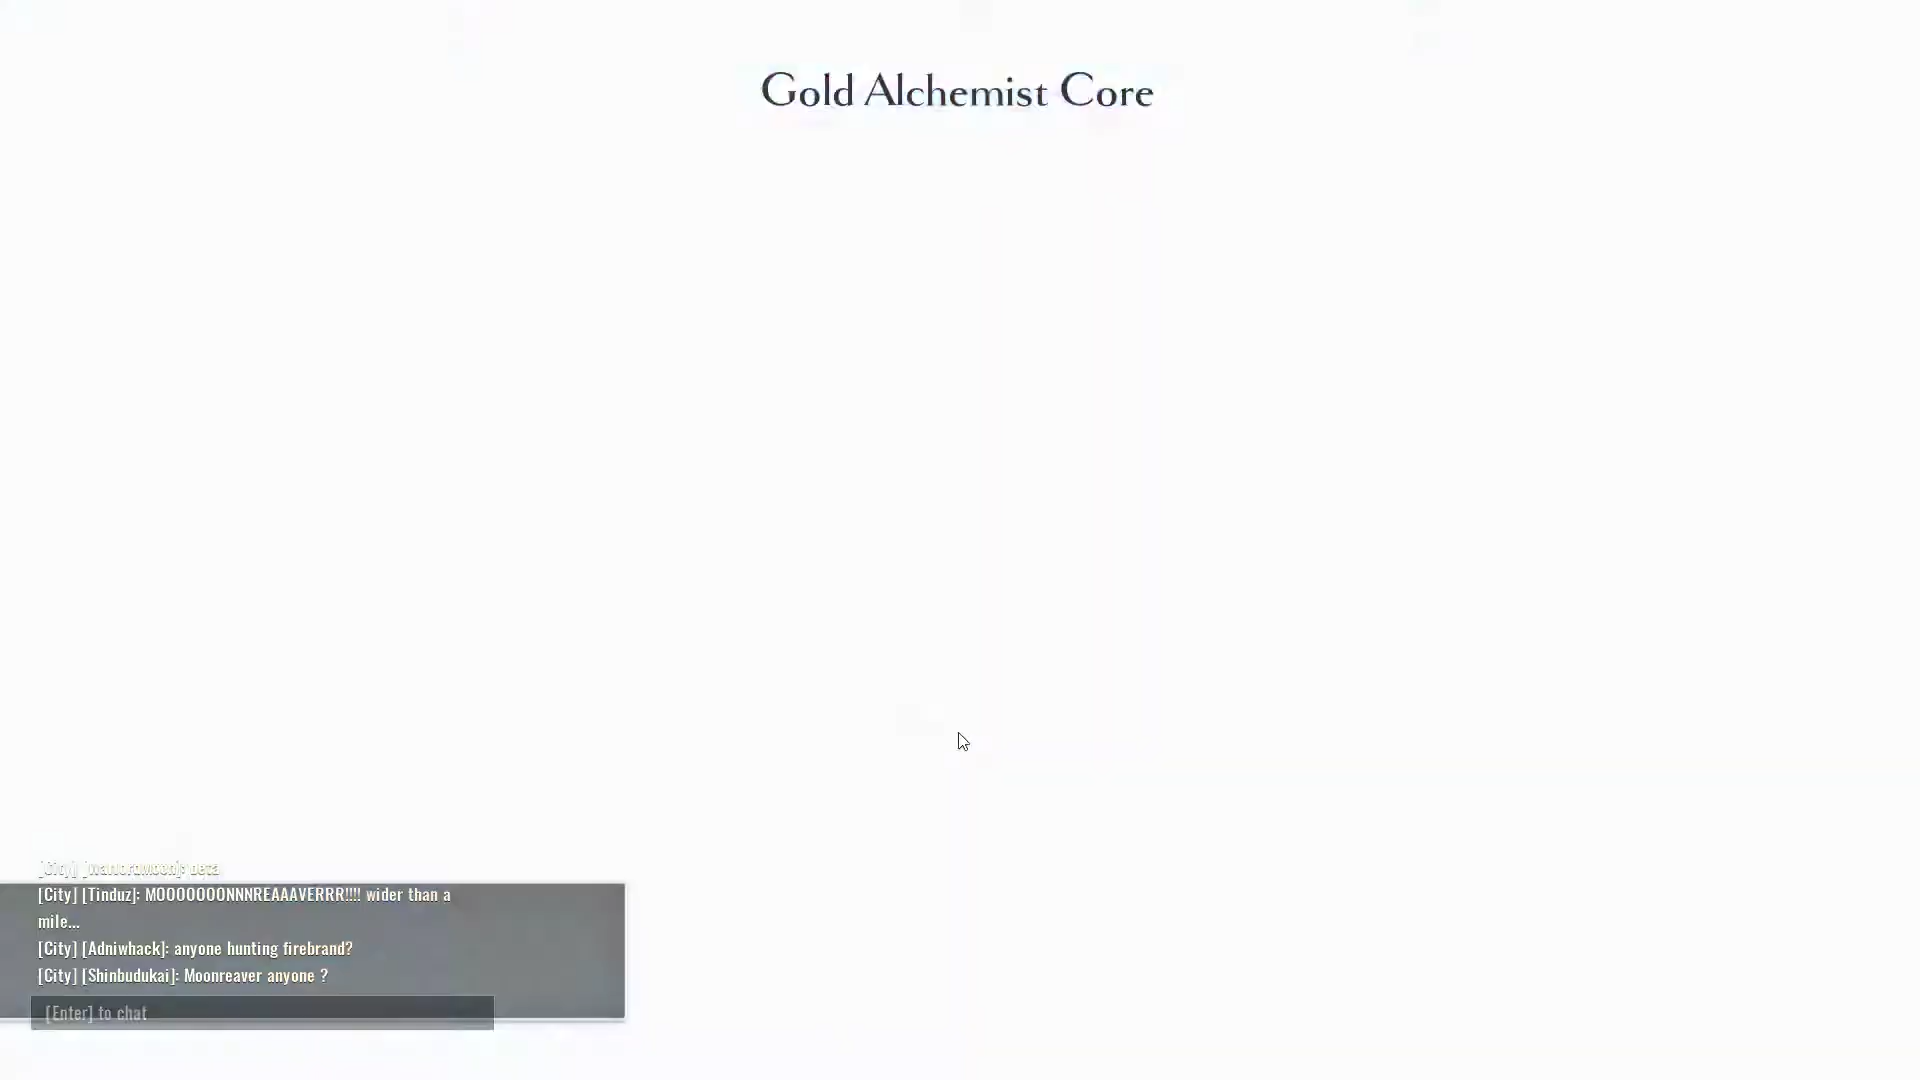 Gold Alchemist Core
[City] [Tinduz]: MOOOOOOONNNREAAAVERRR!!!! wider than a
mile...
[City] [Adniwhack]: anyone hunting firebrand?
[City] [Shinbudukai]: Moonreaver anyone ?
[Enter] to chat